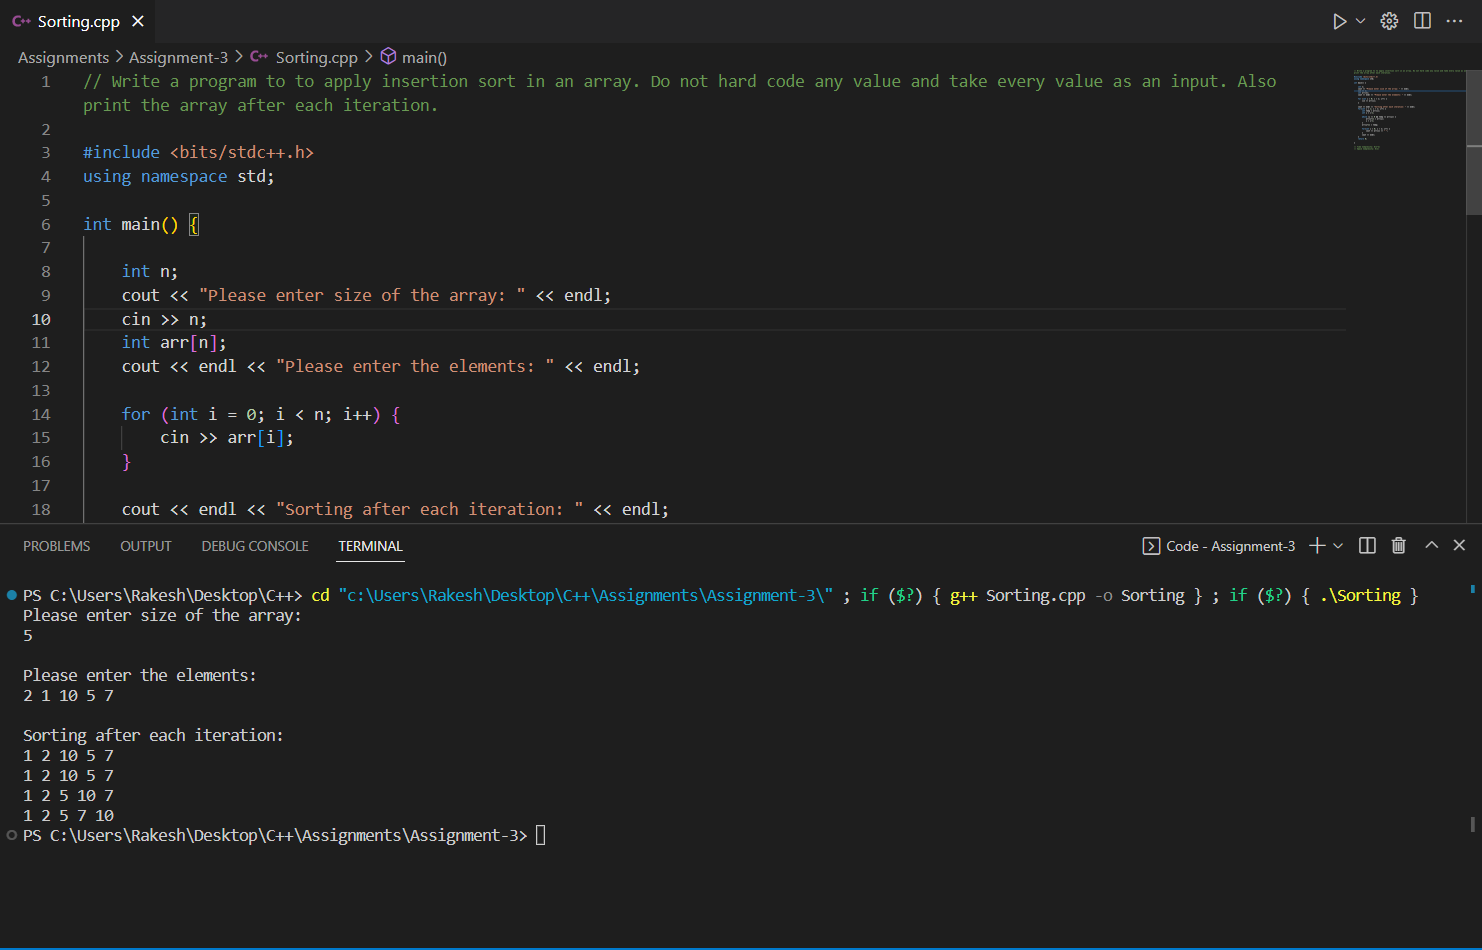 C++ Sorting.cpp
Assignments > Assignment-3 > C++ Sorting.cpp > main()
1 // Write a program to to apply insertion sort in an array. Do not hard code any value and take every value as an input. Also
print the array after each iteration.
2
3 #include <bits/stdc++.h>
4 using namespace std;
5
6 int main() {
7
8 int n;
9 cout << "Please enter size of the array: " << endl;
10 cin >> n;
11 int arr[n];
12 cout << endl << "Please enter the elements: " << endl;
13
14 for (int i = 0; i < n; i++) {
15 cin >> arr[i];
16 }
17
18 cout << endl << "Sorting after each iteration: " << endl;
PROBLEMS OUTPUT DEBUG CONSOLE TERMINAL Code - Assignment-3
PS C:\Users\Rakesh\Desktop\C++> cd "c:\Users\Rakesh\Desktop\C++\Assignments\Assignment-3\" ; if ($?) { g++ Sorting.cpp -o Sorting } ; if ($?) { .\Sorting }
Please enter size of the array:
5
Please enter the elements:
2 1 10 5 7
Sorting after each iteration:
1 2 10 5 7
1 2 10 5 7
1 2 5 10 7
1 2 5 7 10
PS C:\Users\Rakesh\Desktop\C++\Assignments\Assignment-3>